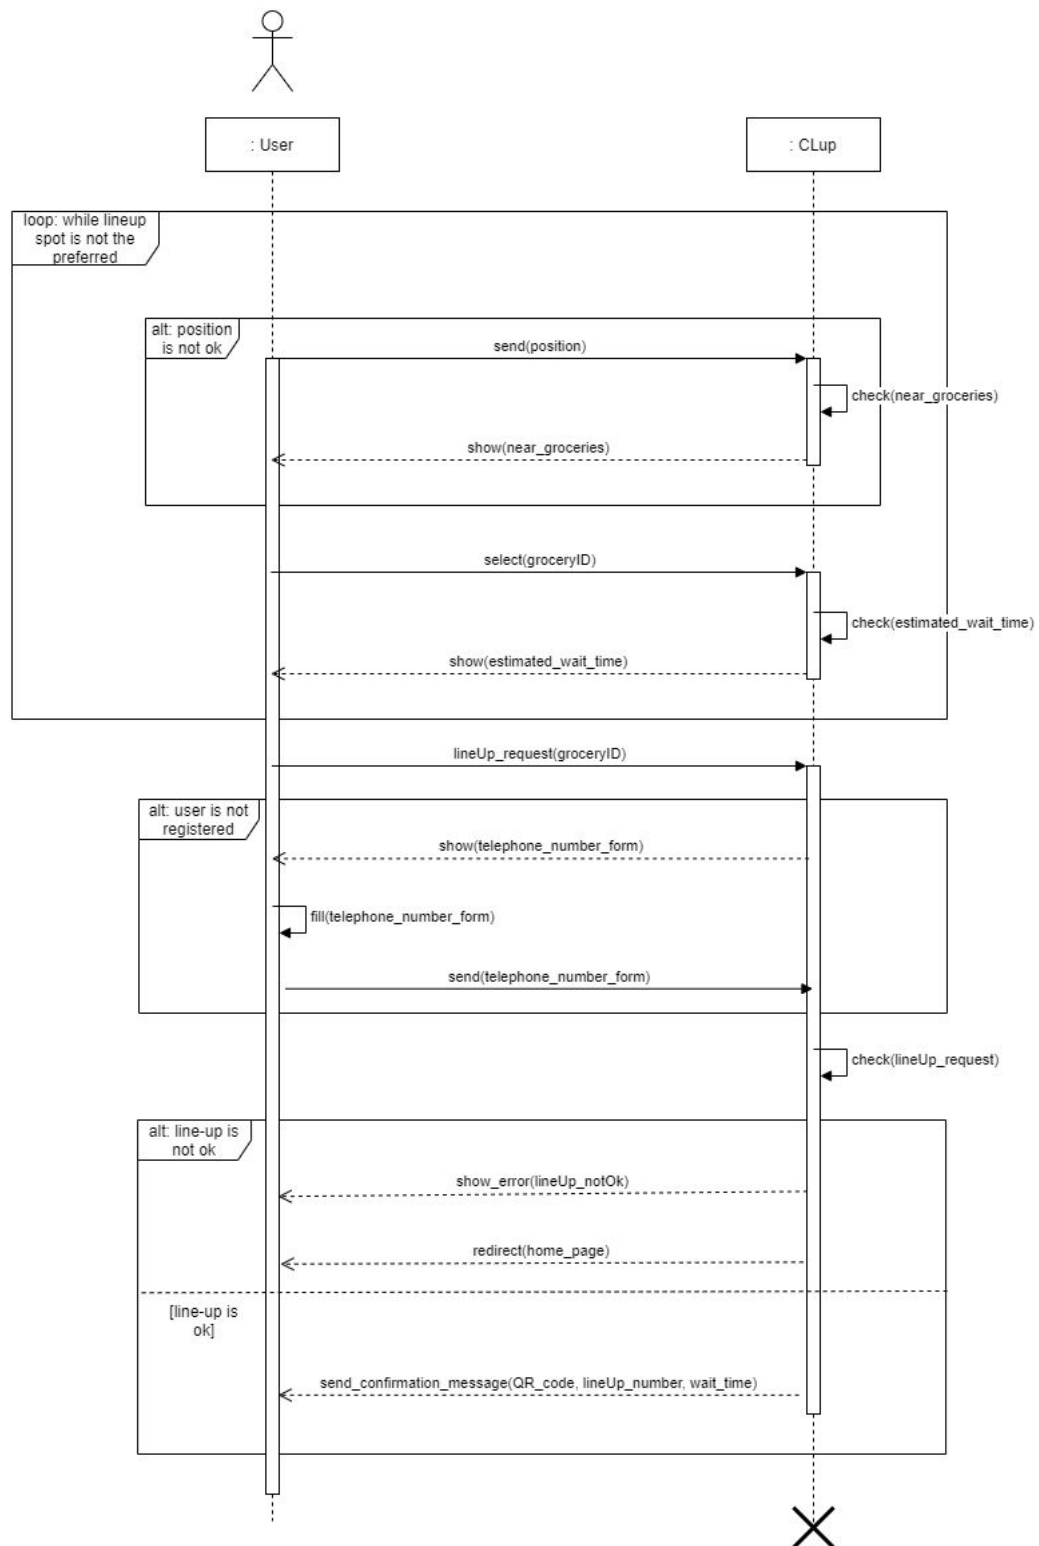 : User
: CLup
loop: while lineup
spot is not the
preferred
alt: position
is not ok
send(position)
check(near_groceries)
show(near_groceries)
select(groceryID)
check(estimated_wait_time)
show(estimated_wait_time)
lineUp_request(groceryID)
alt: user is not
registered
show(telephone_number_form)
fill(telephone_number_form)
send(telephone_number_form)
check(lineUp_request)
alt: line-up is
not ok
show_error(lineUp_notOk)
redirect(home_page)
[line-up is
ok]
send_confirmation_message(QR_code, lineUp_number, wait_time)